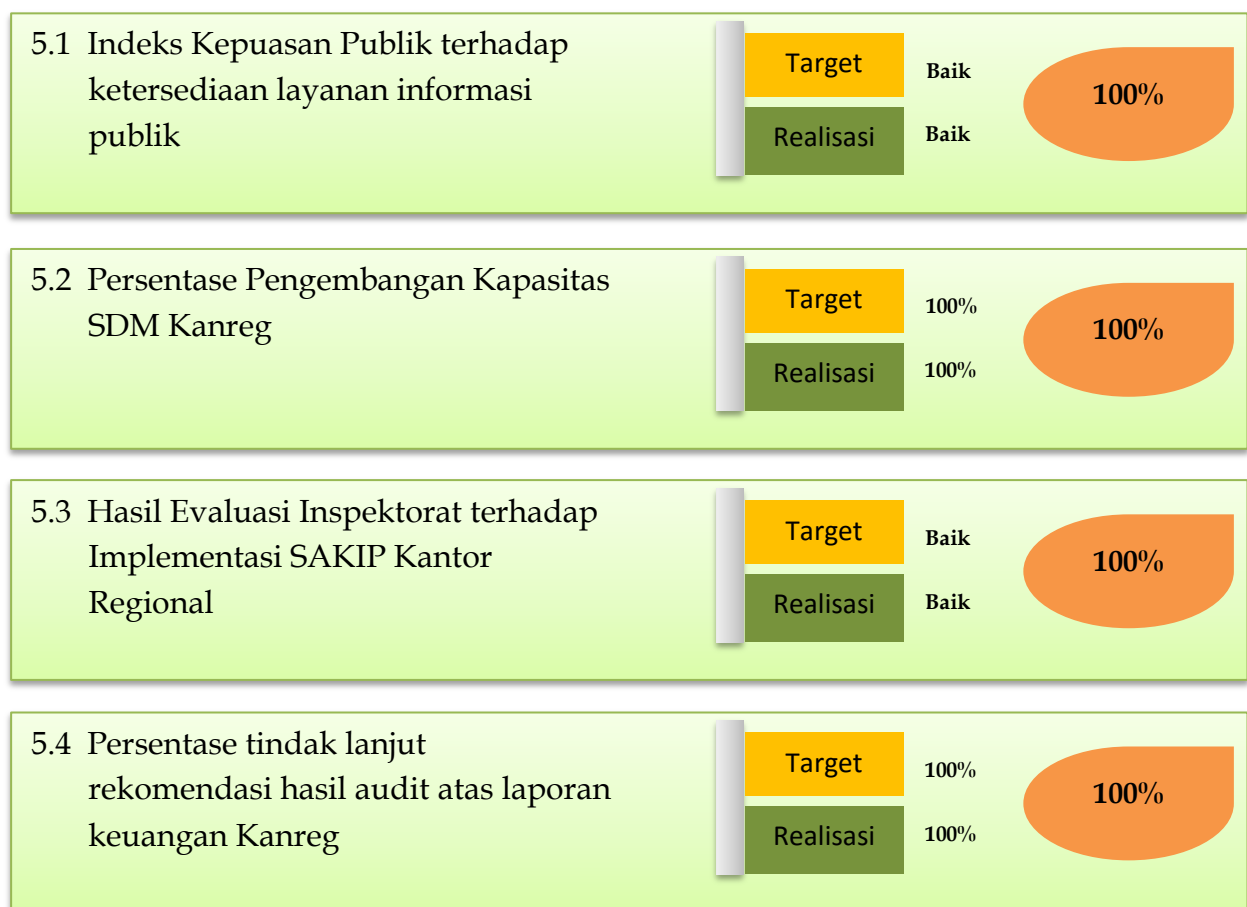 5.1 Indeks Kepuasan Publik terhadap
ketersediaan layanan informasi
publik
Target
Baik
Realisasi
Baik
100%
5.2 Persentase Pengembangan Kapasitas
SDM Kanreg
Target
100%
Realisasi
100%
100%
5.3 Hasil Evaluasi Inspektorat terhadap
Implementasi SAKIP Kantor
Regional
Target
Baik
Realisasi
Baik
100%
5.4 Persentase tindak lanjut
rekomendasi hasil audit atas laporan
keuangan Kanreg
Target
100%
Realisasi
100%
100%